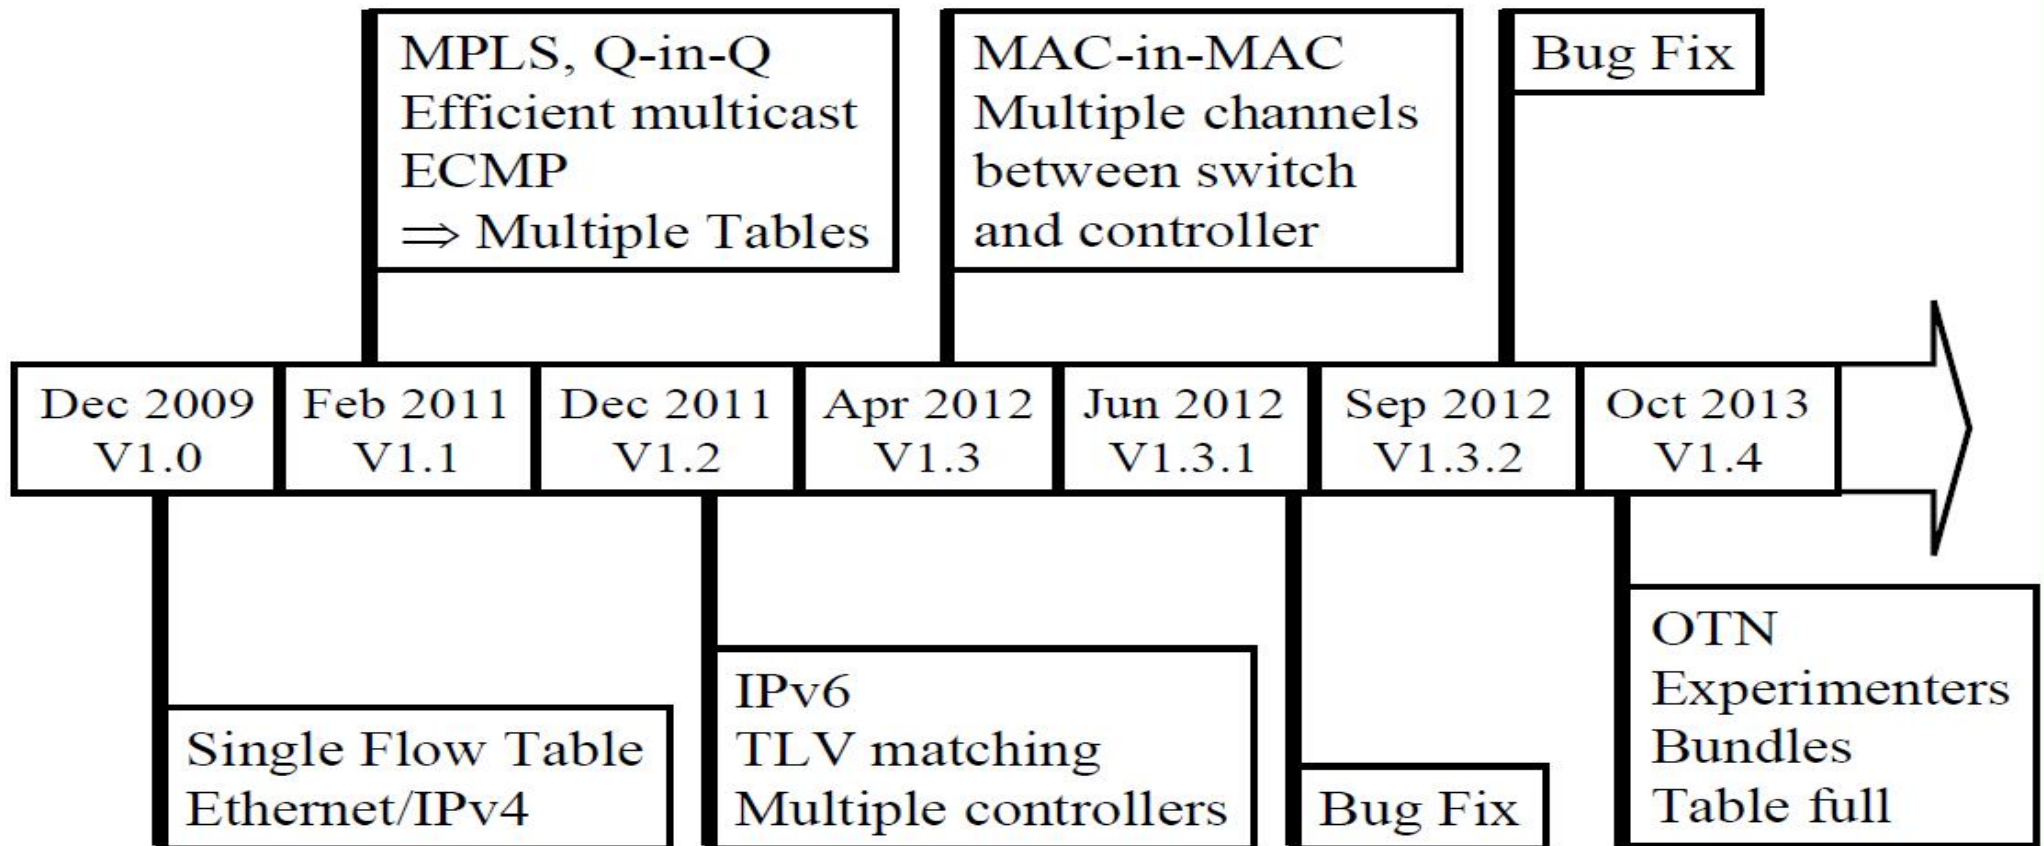 MPLS, Q-in-Q
Efficient multicast
ECMP
⇒ Multiple Tables
MAC-in-MAC
Multiple channels
between switch
and controller
Bug Fix
Dec 2009
V1.0
Feb 2011
V1.1
Dec 2011
V1.2
Apr 2012
V1.3
Jun 2012
V1.3.1
Sep 2012
V1.3.2
Oct 2013
V1.4
Single Flow Table
Ethernet/IPv4
IPv6
TLV matching
Multiple controllers
Bug Fix
OTN
Experimenters
Bundles
Table full